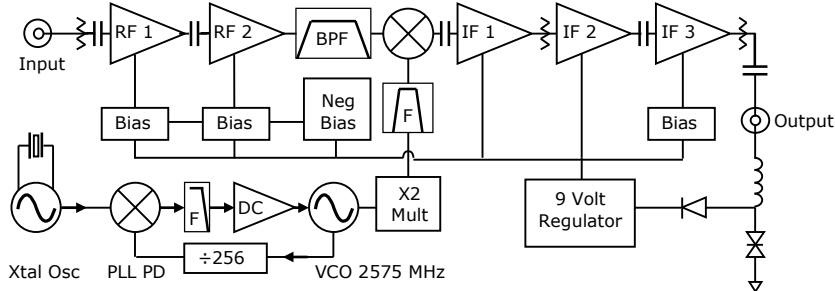 RF 1
RF 2
BPF
IF 1
IF 2
IF 3
Input
Neg
Bias
F
Bias
Bias
Bias
Output
F
DC
X2
Mult
9 Volt
Regulator
÷256
Xtal Osc
PLL PD
VCO 2575 MHz